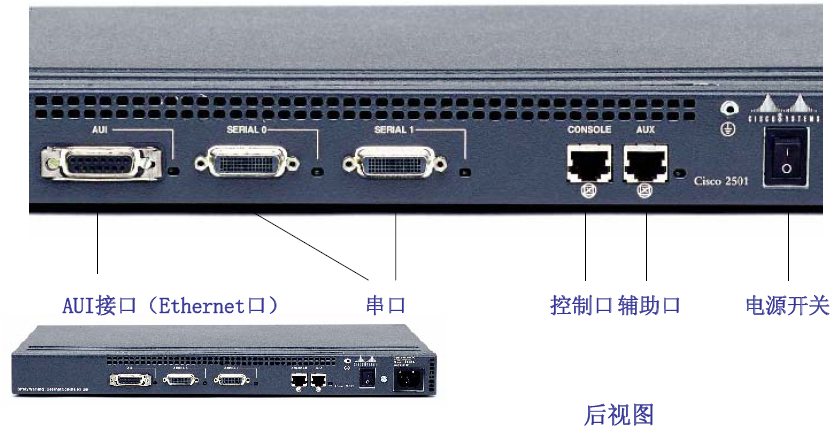 AUI
SERIAL 0
SERIAL 1
CONSOLE
AUX
CISCO SYSTEMS
Cisco 2501
AUI接口（Ethernet口）
串口
控制口
辅助口
电源开关
后视图